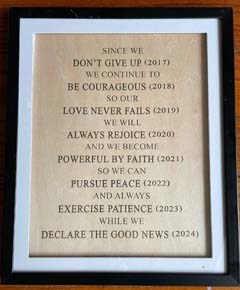 SINCE WE
DON'T GIVE UP (2017)
WE CONTINUE TO
BE COURAGEOUS (2018)
SO OUR
LOVE NEVER FAILS (2019)
WE WILL
ALWAYS REJOICE (2020)
AND WE BECOME
POWERFUL BY FAITH (2021)
SO WE CAN
PURSUE PEACE (2022)
AND ALWAYS
EXERCISE PATIENCE (2023)
WHILE WE
DECLARE THE GOOD NEWS (2024)